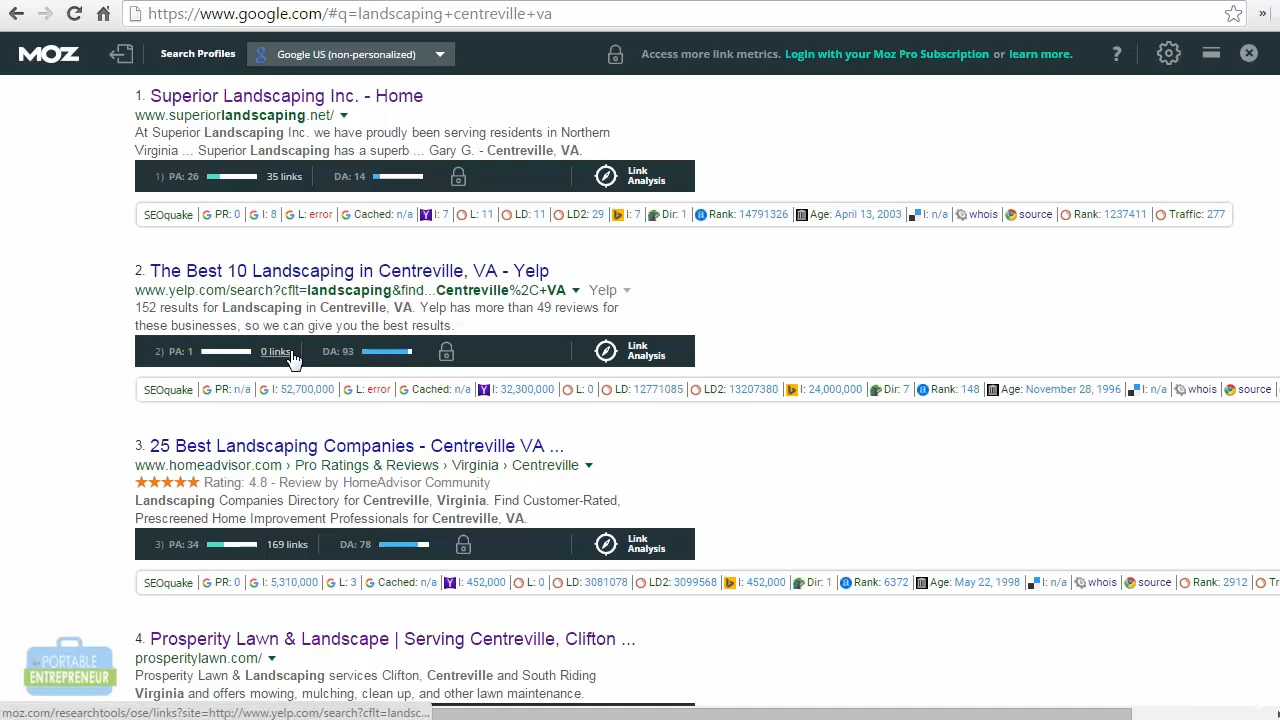 https://www.google.com/#q=landscaping+centreville+va
MOZ Search Profiles Google US (non-personalized) Access more link metrics. Login with your Moz Pro Subscription or learn more. ?
1. Superior Landscaping Inc. - Home
www.superiorlandscaping.net/
At Superior Landscaping Inc. we have proudly been serving residents in Northern
Virginia ... Superior Landscaping has a superb ... Gary G. - Centreville, VA.
1) PA: 26 35 links DA: 14 Link Analysis
SEOquake PR: 0 I: 8 L: error Cached: n/a I: 7 L: 11 LD: 11 LD2: 29 I: 7 Dir: 1 Rank: 14791326 Age: April 13, 2003 I: n/a whois source Rank: 1237411 Traffic: 277
2. The Best 10 Landscaping in Centreville, VA - Yelp
www.yelp.com/search?cflt=landscaping&find...Centreville%2C+VA Yelp
152 results for Landscaping in Centreville, VA. Yelp has more than 49 reviews for
these businesses, so we can give you the best results.
2) PA: 1 0 links DA: 93 Link Analysis
SEOquake PR: n/a I: 52,700,000 L: error Cached: n/a I: 32,300,000 L: 0 LD: 12771085 LD2: 13207380 I: 24,000,000 Dir: 7 Rank: 148 Age: November 28, 1996 I: n/a whois source
3. 25 Best Landscaping Companies - Centreville VA ...
www.homeadvisor.com › Pro Ratings & Reviews › Virginia › Centreville
Rating: 4.8 - Review by HomeAdvisor Community
Landscaping Companies Directory for Centreville, Virginia. Find Customer-Rated,
Prescreened Home Improvement Professionals for Centreville, VA.
3) PA: 34 169 links DA: 78 Link Analysis
SEOquake PR: 0 I: 5,310,000 L: 3 Cached: n/a I: 452,000 L: 0 LD: 3081078 LD2: 3099568 I: 452,000 Dir: 1 Rank: 6372 Age: May 22, 1998 I: n/a whois source Rank: 2912 Tr
4. Prosperity Lawn & Landscape | Serving Centreville, Clifton ...
prosperitylawn.com/
Prosperity Lawn & Landscaping services Clifton, Centreville and South Riding
Virginia and offers mowing, mulching, clean up, and other lawn maintenance.
PORTABLE
ENTREPRENEUR
moz.com/researchtools/ose/links?site=http://www.yelp.com/search?cflt=landsc...